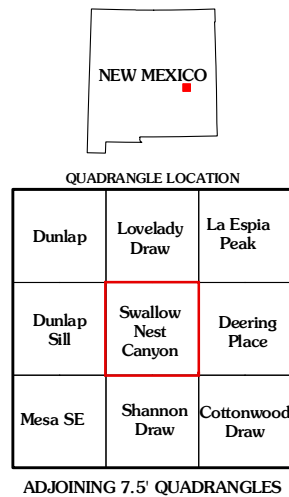 NEW MEXICO
QUADRANGLE LOCATION
Dunlap
Lovelady
Draw
La Espia
Peak
Dunlap
Sill
Swallow
Nest
Canyon
Deering
Place
Mesa SE
Shannon
Draw
Cottonwood
Draw
ADJOINING 7.5' QUADRANGLES